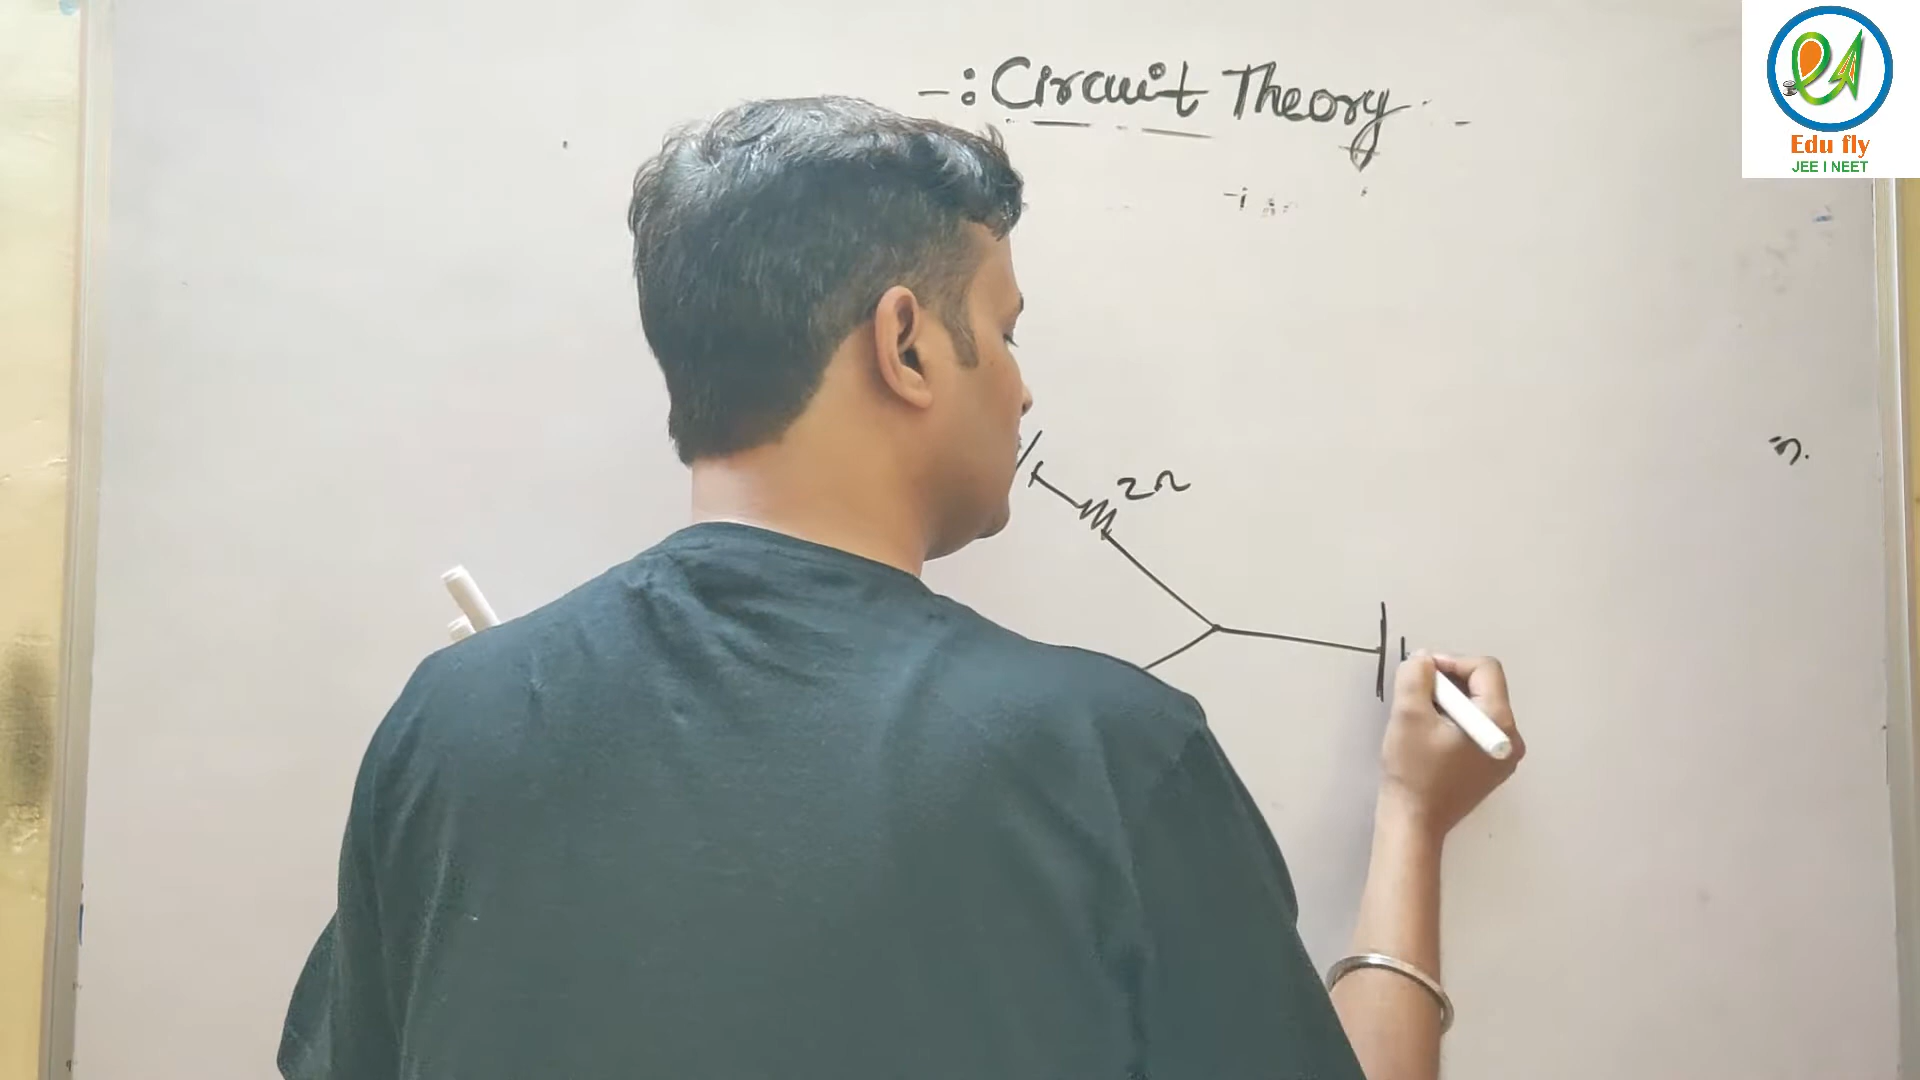 -: Circuit Theory -
Edu fly
JEE I NEET
2Ω